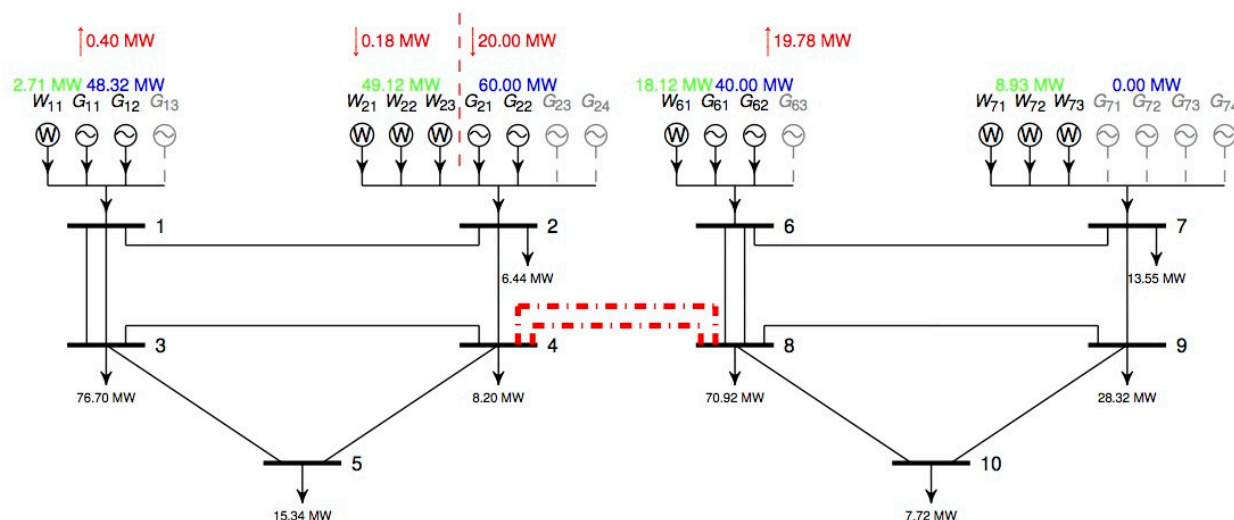 0.40 MW 0.18 MW 20.00 MW 19.78 MW
2.71 MW 48.32 MW 49.12 MW 60.00 MW 18.12 MW 40.00 MW 8.93 MW 0.00 MW
W11 G11 G12 G13 W21 W22 W23 G21 G22 G23 G24 W61 G61 G62 G63 W71 W72 W73 G71 G72 G73 G74
W W W W W W W W
1 2 6 7
6.44 MW 13.55 MW
3 4 8 9
76.70 MW 8.20 MW 70.92 MW 28.32 MW
5 10
15.34 MW 7.72 MW